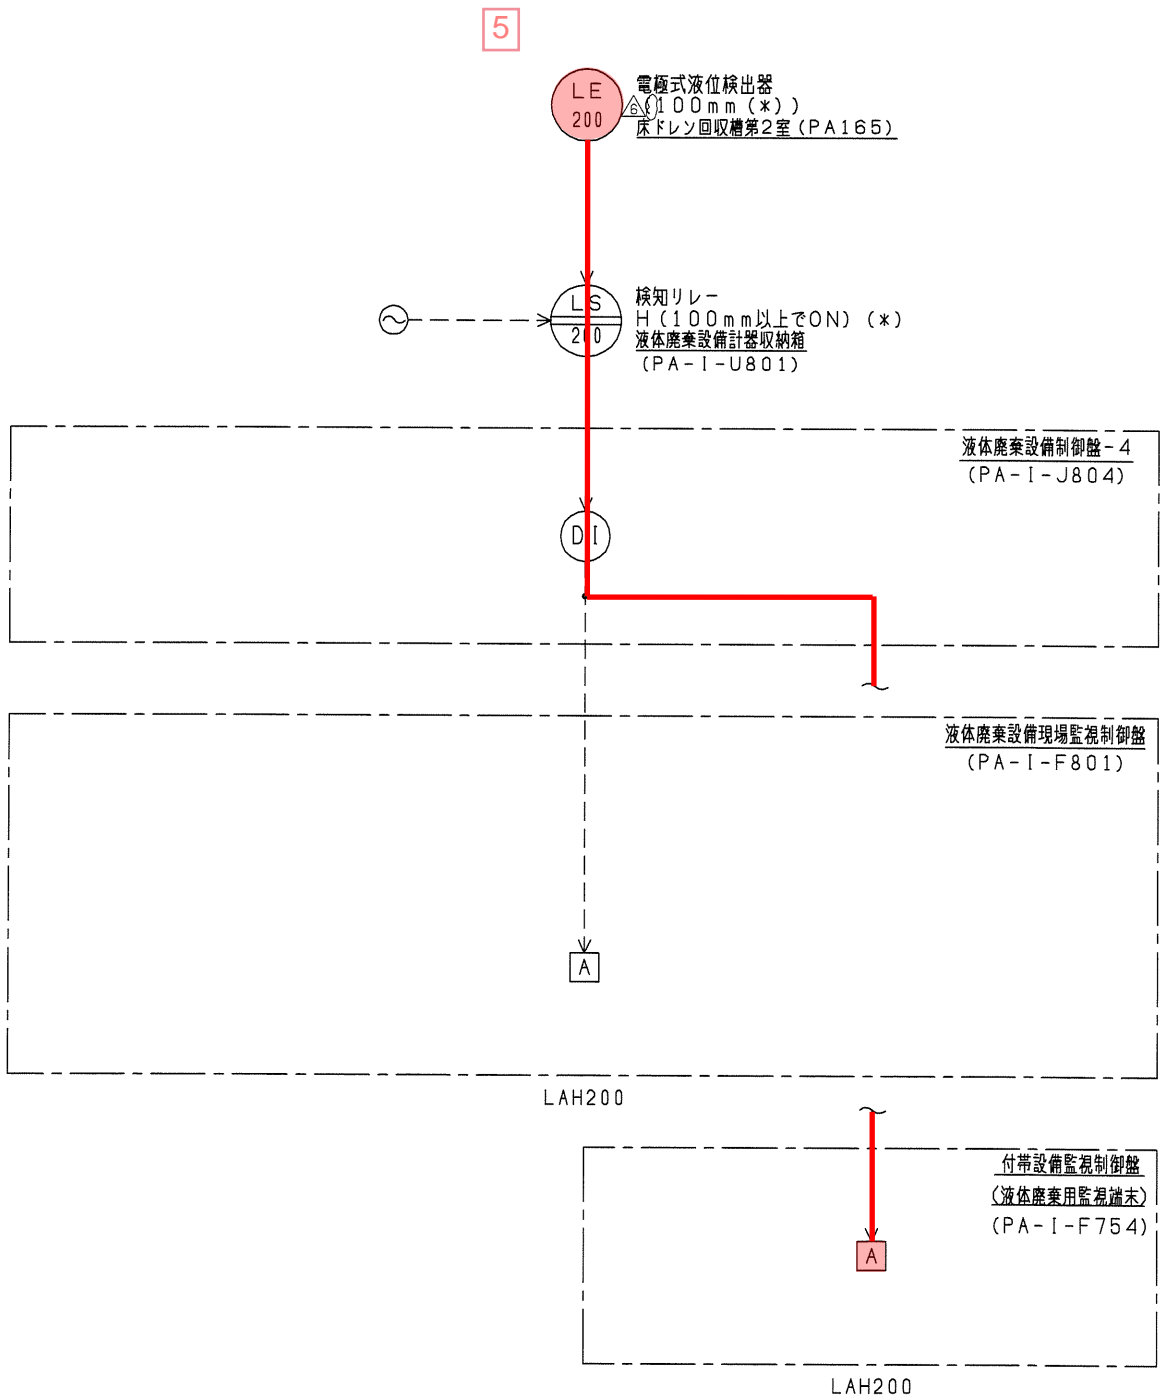 5
LE
200
電極式液位検出器
6
100mm(*))
床ドレン回収槽第2室(PA165)
LS
200
検知リレー
H(100mm以上でON)(*)
液体廃棄設備計器収納箱
(PA-I-U801)
液体廃棄設備制御盤-4
(PA-I-J804)
DI
液体廃棄設備現場監視制御盤
(PA-I-F801)
A
LAH200
付帯設備監視制御盤
(液体廃棄用監視端末)
(PA-I-F754)
A
LAH200